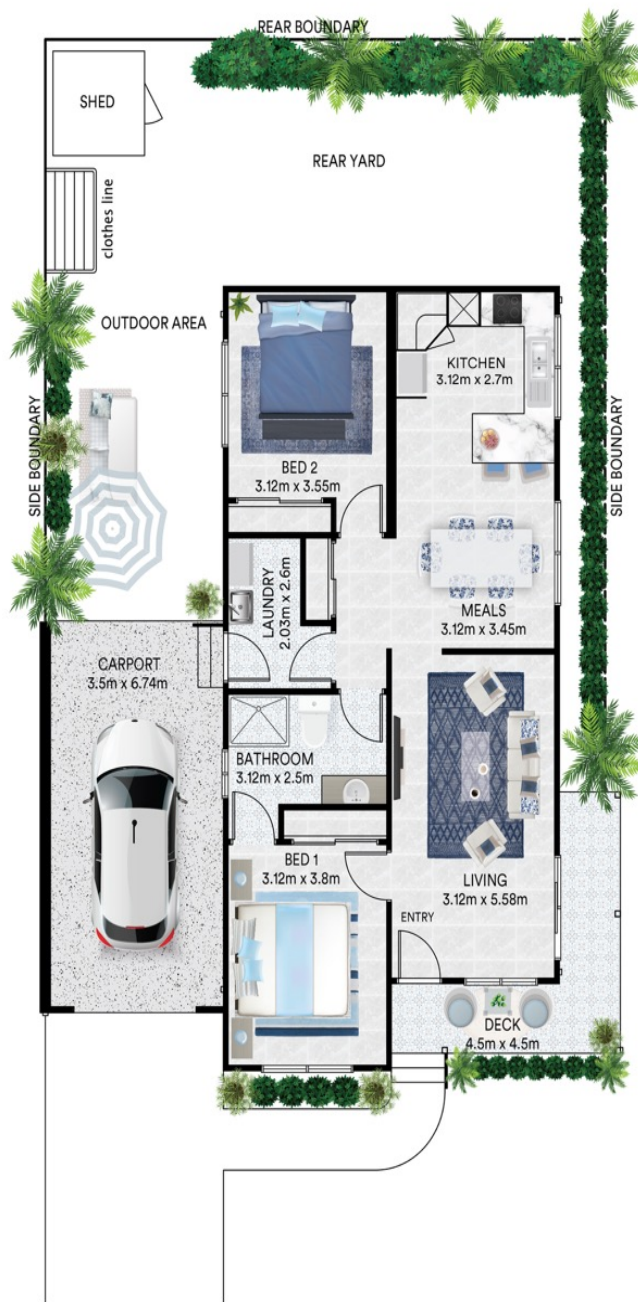 REAR BOUNDARY
SHED
REAR YARD
clothes line
OUTDOOR AREA
SIDE BOUNDARY
SIDE BOUNDARY
KITCHEN
3.12m x 2.7m
BED 2
3.12m x 3.55m
LAUNDRY
2.03m x 2.6m
MEALS
3.12m x 3.45m
CARPORT
3.5m x 6.74m
BATHROOM
3.12m x 2.5m
BED 1
3.12m x 3.8m
LIVING
3.12m x 5.58m
ENTRY
DECK
4.5m x 4.5m